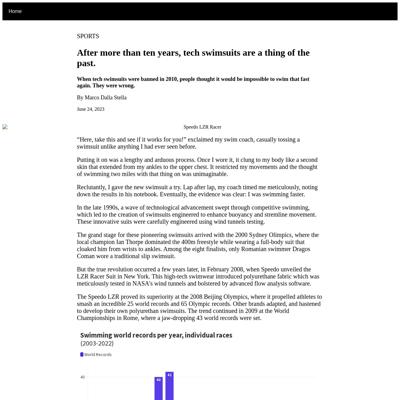 Home
SPORTS
After more than ten years, tech swimsuits are a thing of the
past.
When tech swimsuits were banned in 2010, people thought it would be impossible to swim that fast
again. They were wrong.
By Marco Dalla Stella
June 24, 2023
Speedo LZR Racer
“Here, take this and see if it works for you!” exclaimed my swim coach, casually tossing a
swimsuit unlike anything I had ever seen before.
Putting it on was a lengthy and arduous process. Once I wore it, it clung to my body like a second
skin that extended from my ankles to the upper chest. It restricted my movements and the thought
of swimming two miles with that thing on was unimaginable.
Reclutantly, I gave the new swimsuit a try. Lap after lap, my coach timed me meticulously, noting
down the results in his notebook. Eventually, the evidence was clear: I was swimming faster.
In the late 1990s, a wave of technological advancement swept through competitive swimming,
which led to the creation of swimsuits engineered to enhance buoyancy and stremline movement.
These innovative suits were carefully engineered using wind tunnels testing.
The grand stage for these pioneering swimsuits arrived with the 2000 Sydney Olimpics, where the
local champion Ian Thorpe dominated the 400m freestyle while wearing a full-body suit that
cloaked him from wrists to ankles. Among the eight finalists, only Romanian swimmer Dragos
Coman wore a traditional slip swimsuit.
But the true revolution occurred a few years later, in February 2008, when Speedo unveiled the
LZR Racer Suit in New York. This high-tech swimwear introduced polyurethane fabric which was
meticulously tested in NASA's wind tunnels and bolstered by advanced flow analysis software.
The Speedo LZR proved its superiority at the 2008 Beijing Olympics, where it propelled athletes to
smash an incredible 25 world records and 65 Olympic records. Other brands adapted, and hastened
to develop their own polyurethan swimsuits. The trend continued in 2009 at the World
Championships in Rome, where a jaw-dropping 43 world records were set.
Swimming world records per year, individual races
(2003-2022)
World Records
40